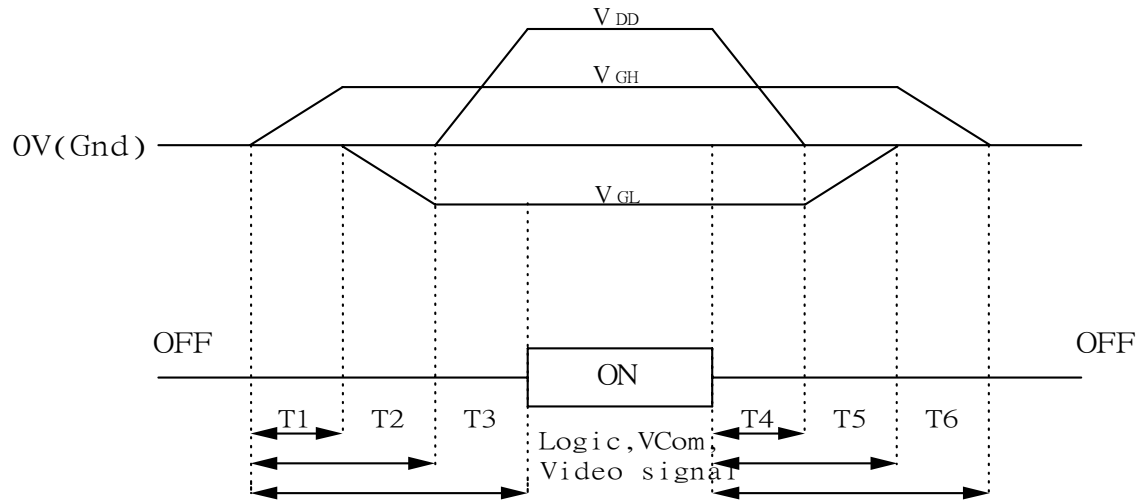 V DD
V GH
0V(Gnd)
V GL
OFF
OFF
ON
T1
T2
T3
T4
T5
T6
Logic,VCom,
Video signal